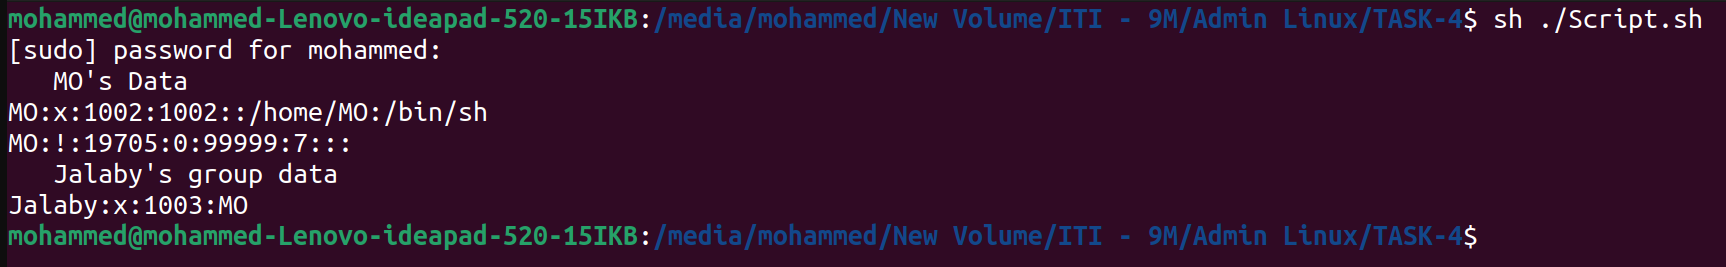 mohammed@mohammed-Lenovo-ideapad-520-15IKB:/media/mohammed/New Volume/ITI - 9M/Admin Linux/TASK-4$ sh ./Script.sh
[sudo] password for mohammed:
   MO's Data
MO:x:1002:1002::/home/MO:/bin/sh
MO:!:19705:0:99999:7:::
   Jalaby's group data
Jalaby:x:1003:MO
mohammed@mohammed-Lenovo-ideapad-520-15IKB:/media/mohammed/New Volume/ITI - 9M/Admin Linux/TASK-4$